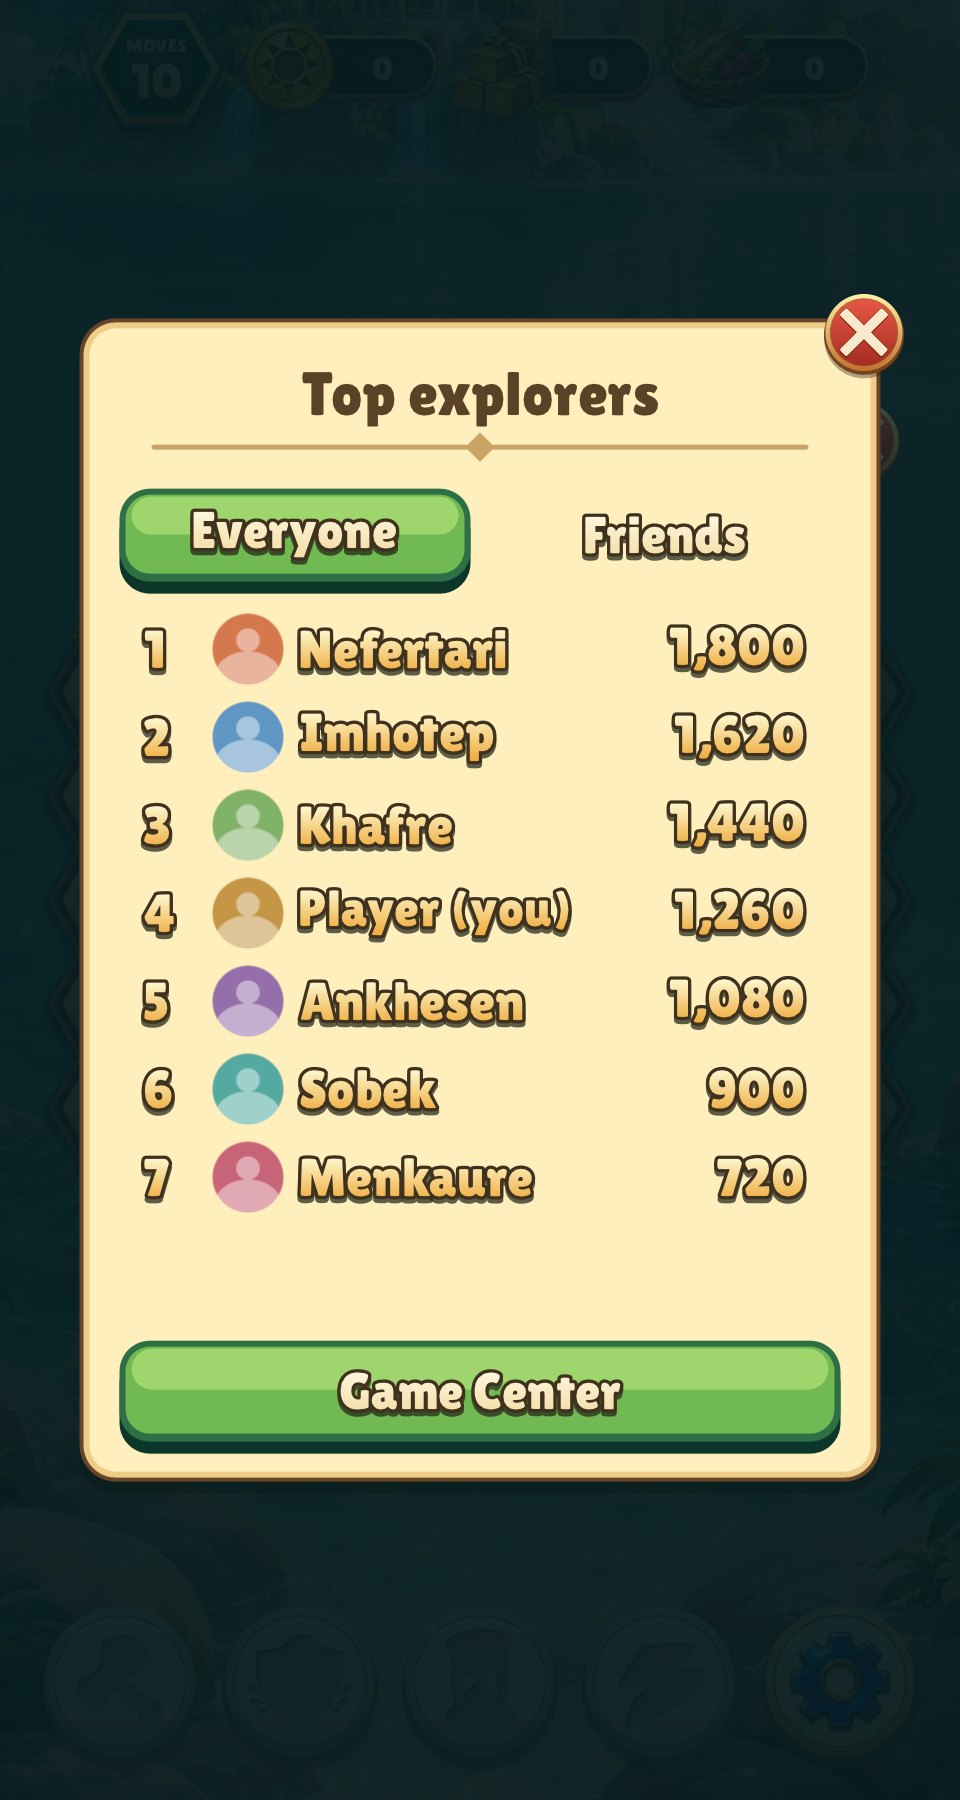 MOVES
10
0
0
0
Top explorers
Everyone
Friends
1 Nefertari 1,800
2 Imhotep 1,620
3 Khafre 1,440
4 Player (you) 1,260
5 Ankhesen 1,080
6 Sobek 900
7 Menkaure 720
Game Center